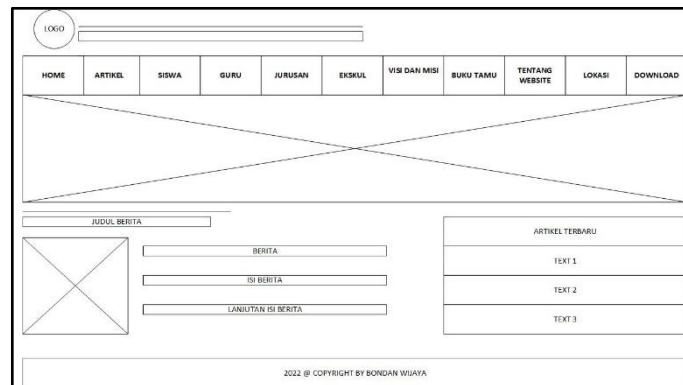 LOGO
HOME ARTIKEL SISWA GURU JURUSAN EKSKUL VISI DAN MISI BUKU TAMU TENTANG WEBSITE LOKASI DOWNLOAD
JUDUL BERITA
BERITA
ISI BERITA
LANJUTAN ISI BERITA
ARTIKEL TERBARU
TEXT 1
TEXT 2
TEXT 3
2022 @ COPYRIGHT BY BONDAN WIJAYA